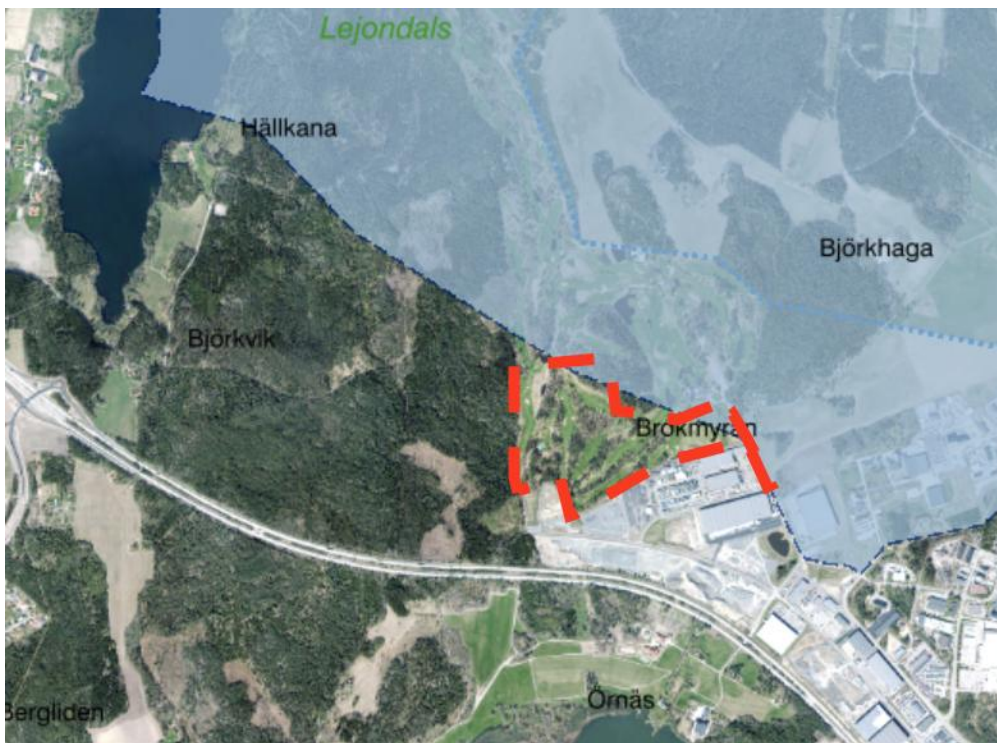 Lejondals
Hällkana
Björkhaga
Björkvik
Brokmyran
Örnäs
Bergliden